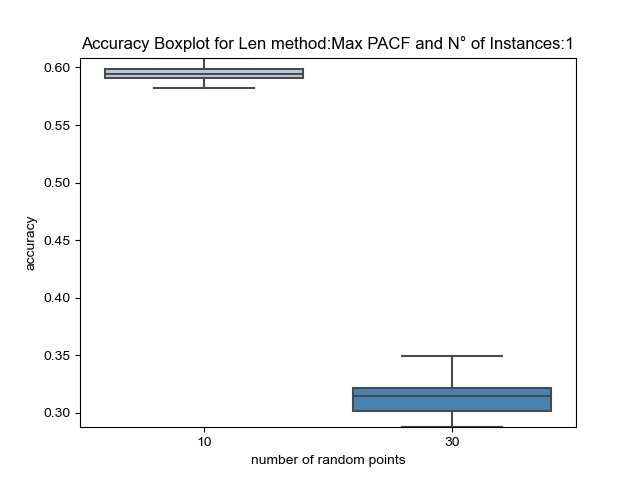 Accuracy Boxplot for Len method:Max PACF and N° of Instances:1
0.60
0.55
0.50
0.45
0.40
0.35
0.30
accuracy
10 30
number of random points